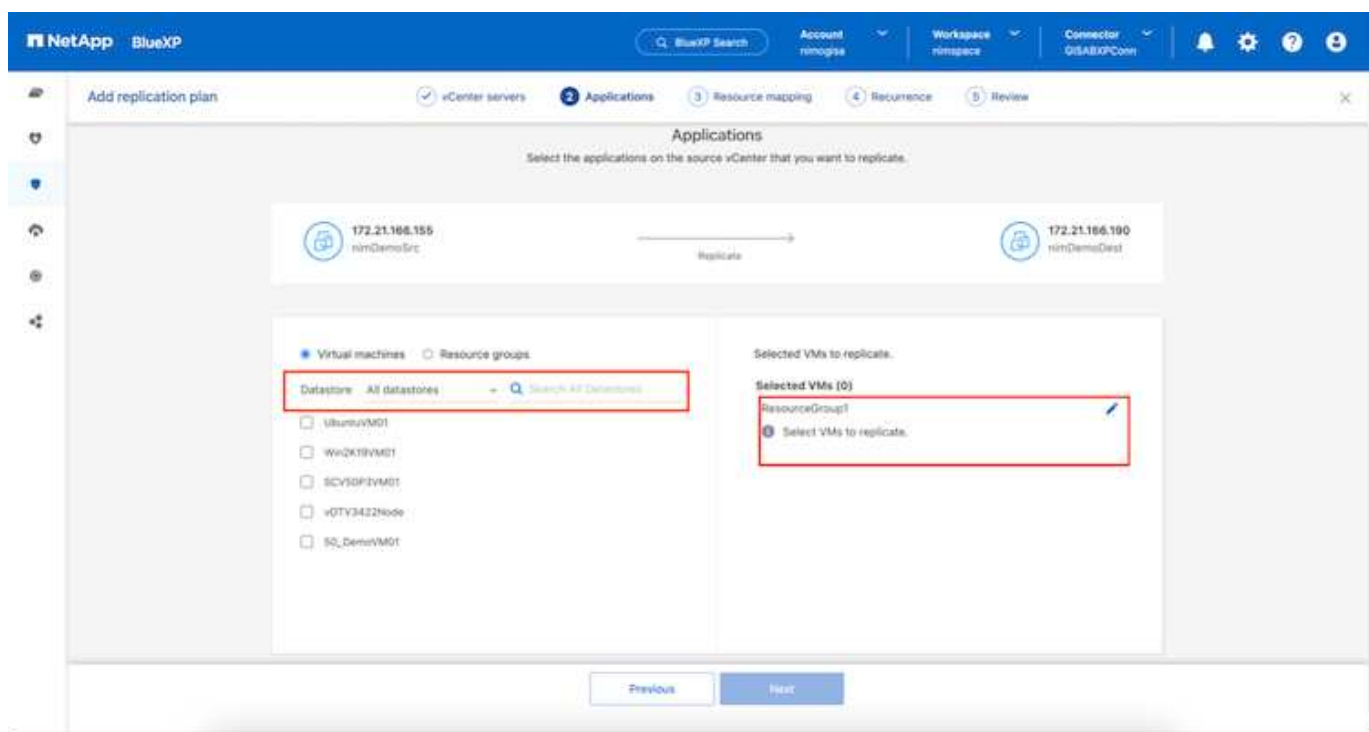 NetApp BlueXP
BlueXP Search
Account
nimogisa
Workspace
nimspace
Connector
GISABXPConn
Add replication plan
vCenter servers
2 Applications
3 Resource mapping
4 Recurrence
5 Review
Applications
Select the applications on the source vCenter that you want to replicate.
172.21.166.155
nimDemoSrc
Replicate
172.21.166.190
nimDemoDest
Virtual machines
Resource groups
Datastore All datastores
Search All Datastores
UbuntuVM01
Win2K19VM01
SCV50P3VM01
vOTV3422Node
50_DemoVM01
Selected VMs to replicate.
Selected VMs (0)
ResourceGroup1
Select VMs to replicate.
Previous
Next